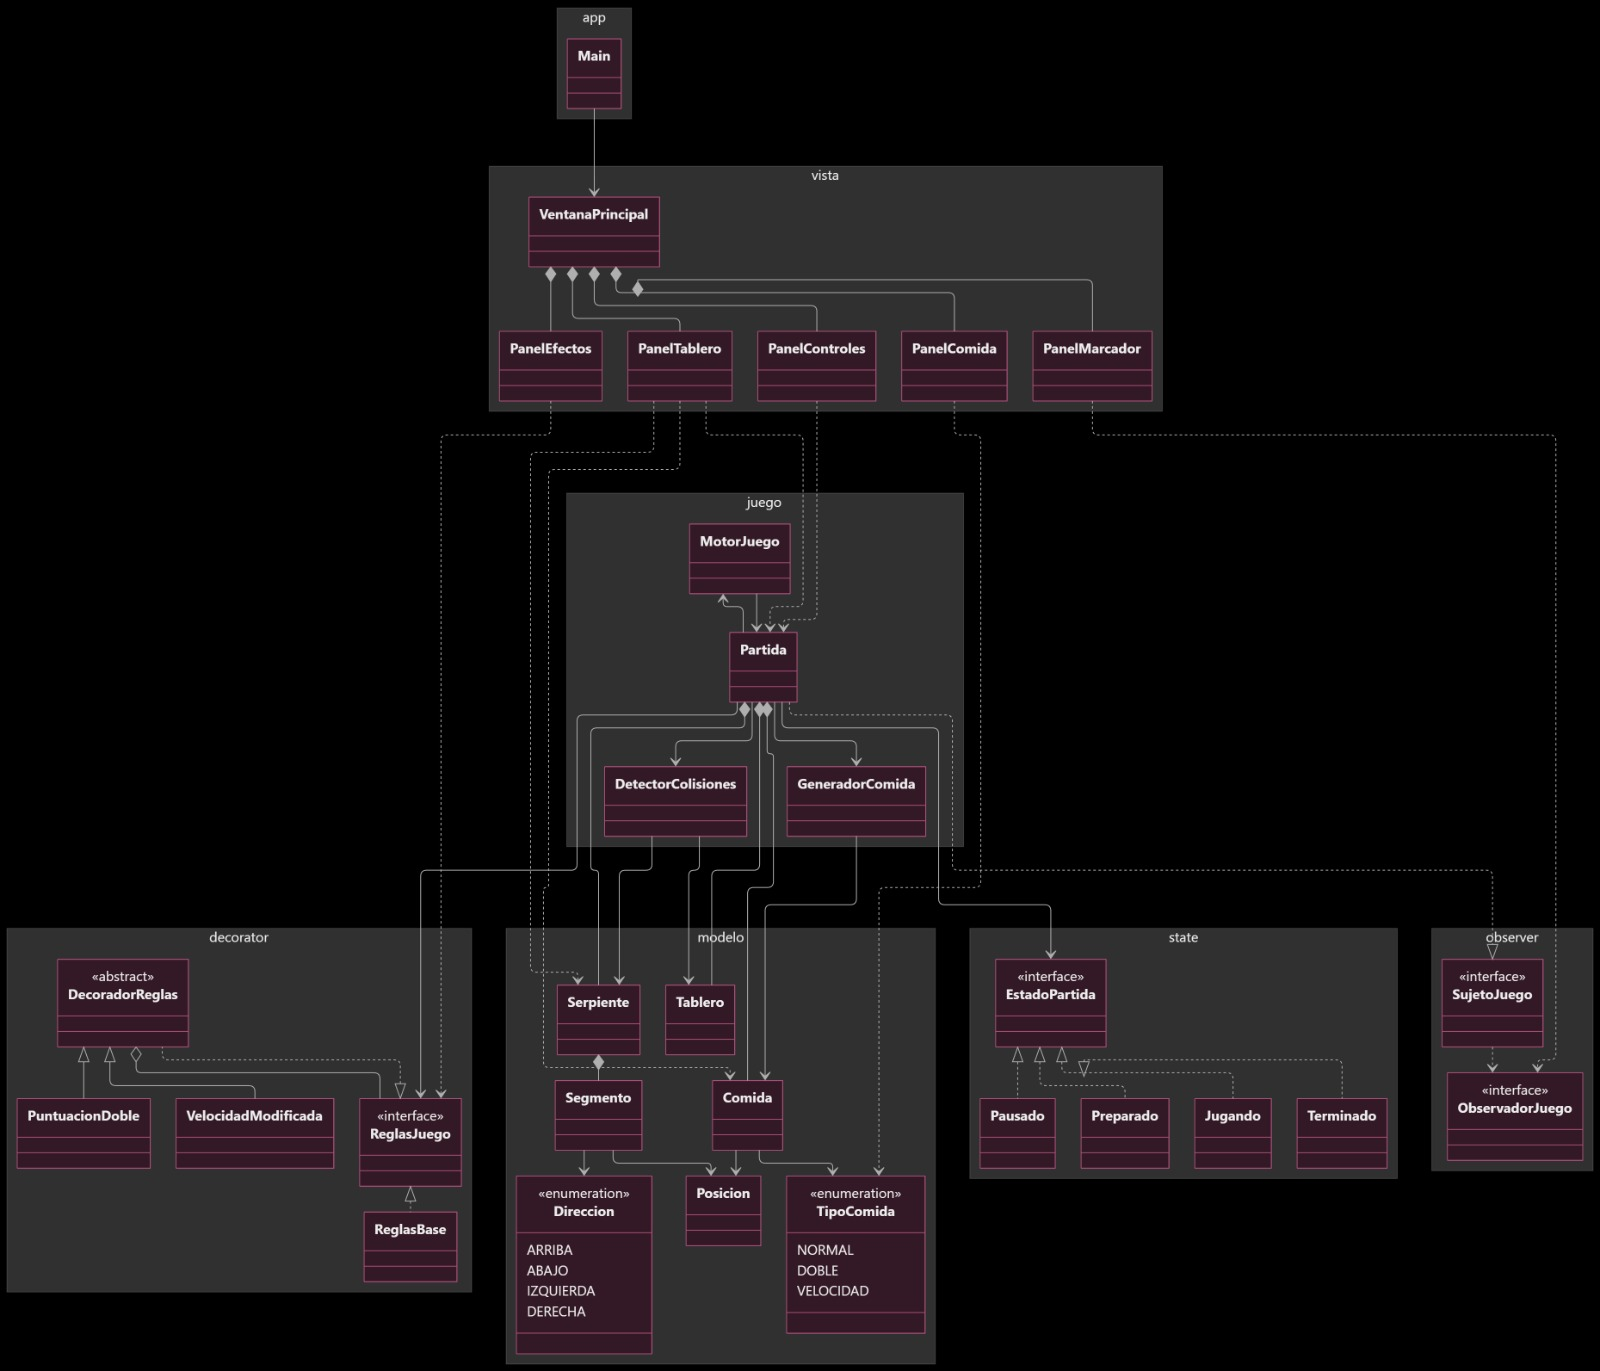 app
Main
vista
VentanaPrincipal
PanelEfectos
PanelTablero
PanelControles
PanelComida
PanelMarcador
juego
MotorJuego
Partida
DetectorColisiones
GeneradorComida
decorator
«abstract»
DecoradorReglas
PuntuacionDoble
VelocidadModificada
«interface»
ReglasJuego
ReglasBase
modelo
Serpiente
Tablero
Segmento
Comida
«enumeration»
Direccion
ARRIBA
ABAJO
IZQUIERDA
DERECHA
Posicion
«enumeration»
TipoComida
NORMAL
DOBLE
VELOCIDAD
state
«interface»
EstadoPartida
Pausado
Preparado
Jugando
Terminado
observer
«interface»
SujetoJuego
«interface»
ObservadorJuego